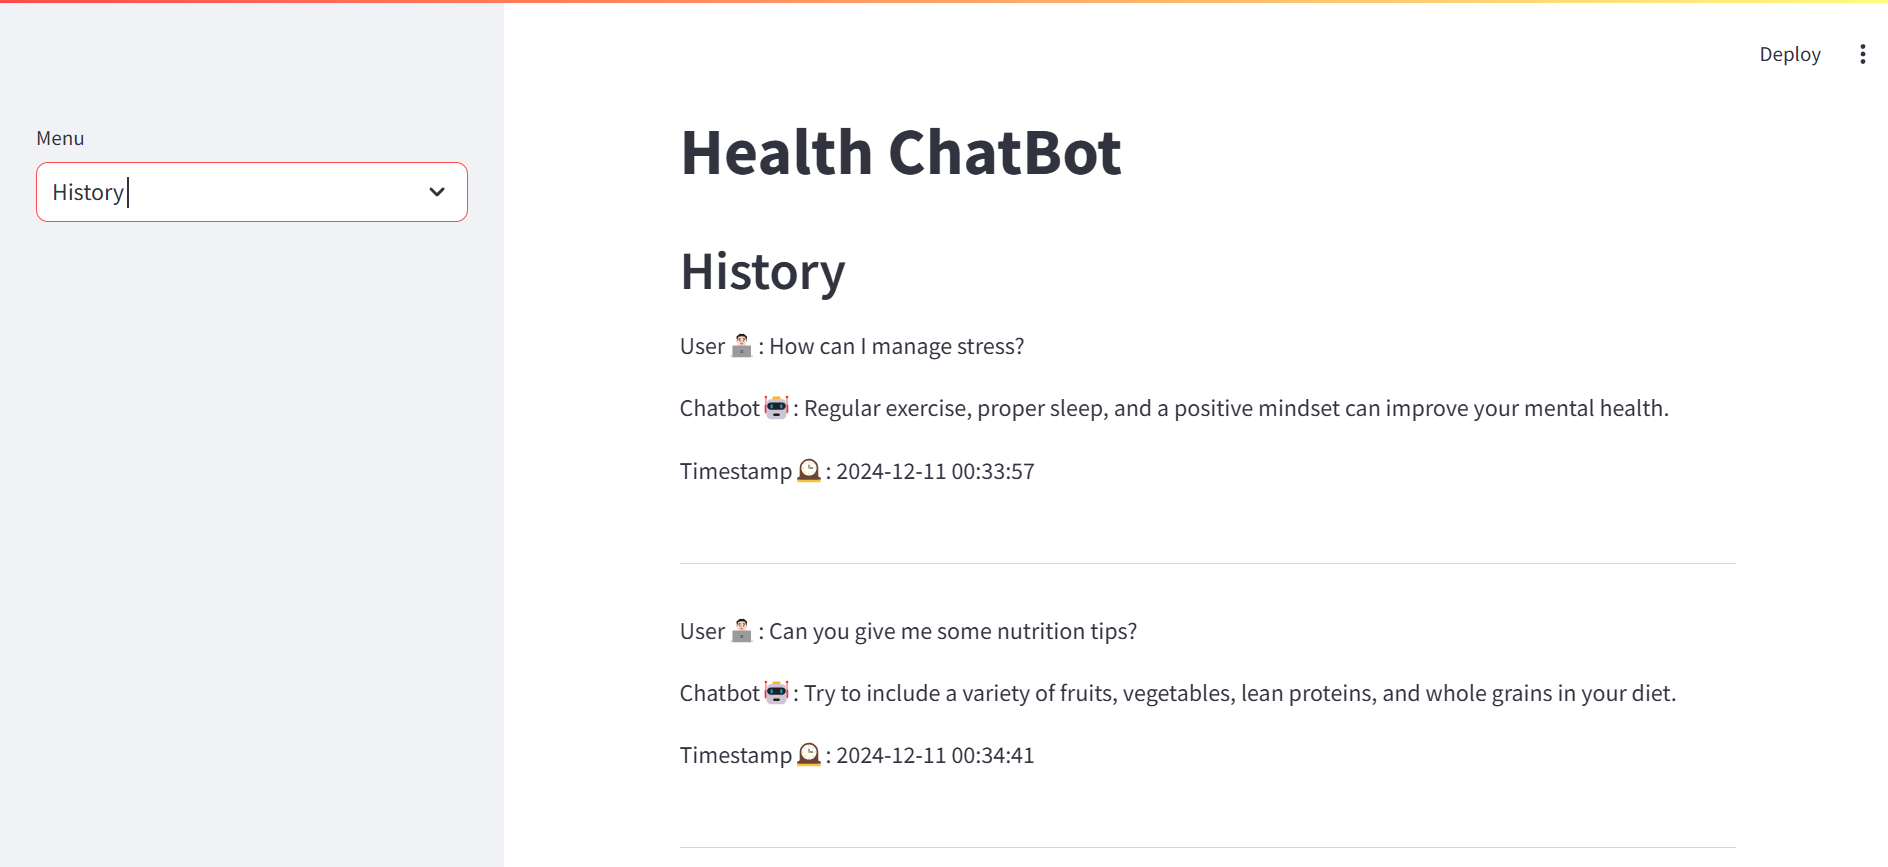 Deploy
Menu
History
Health ChatBot
History
User 👨🏻‍💻 : How can I manage stress?
Chatbot 🤖 : Regular exercise, proper sleep, and a positive mindset can improve your mental health.
Timestamp 🕰️ : 2024-12-11 00:33:57
User 👨🏻‍💻 : Can you give me some nutrition tips?
Chatbot 🤖 : Try to include a variety of fruits, vegetables, lean proteins, and whole grains in your diet.
Timestamp 🕰️ : 2024-12-11 00:34:41